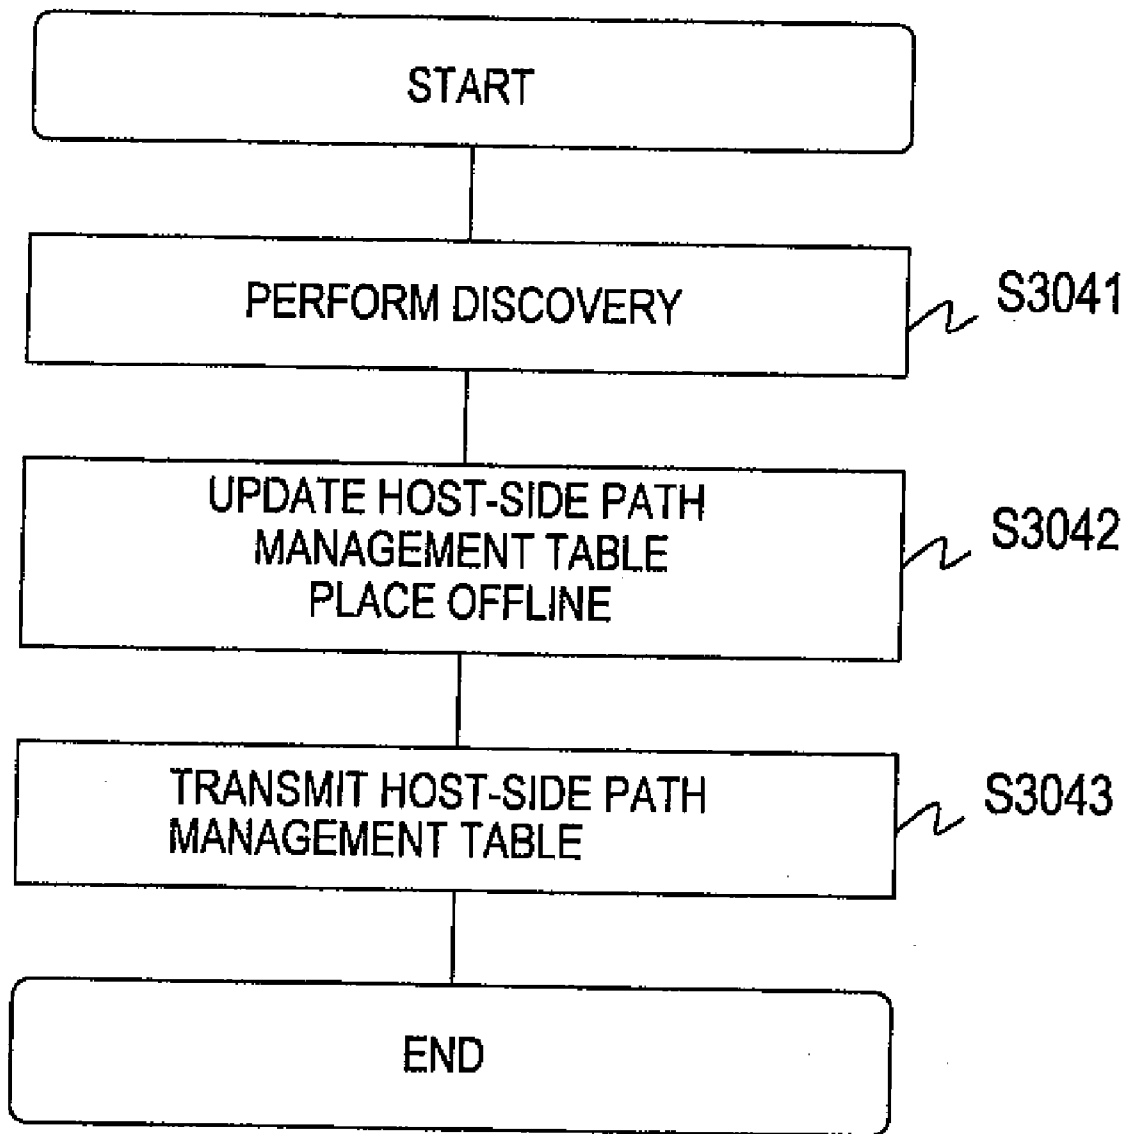 START
PERFORM DISCOVERY
S3041
UPDATE HOST-SIDE PATH
MANAGEMENT TABLE
PLACE OFFLINE
S3042
TRANSMIT HOST-SIDE PATH
MANAGEMENT TABLE
S3043
END